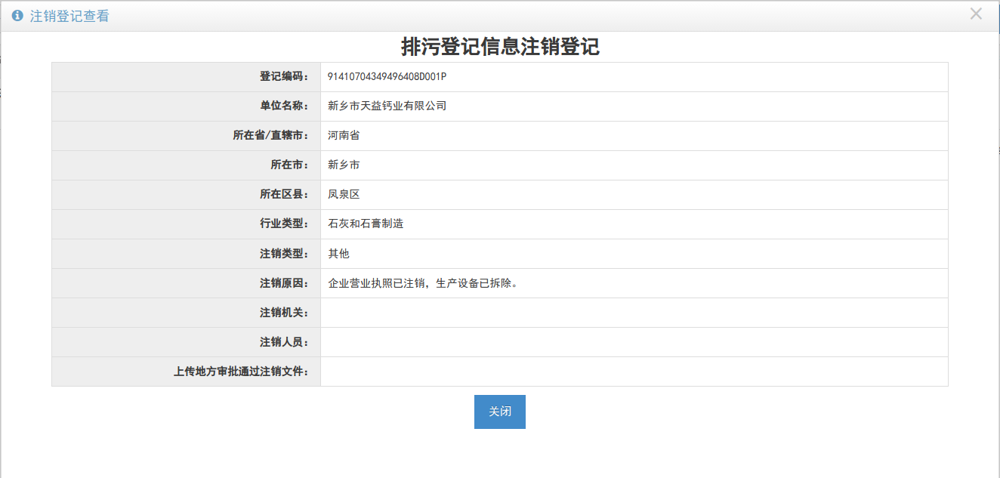 注销登记查看
排污登记信息注销登记
登记编码： 91410704349496408D001P
单位名称： 新乡市天益钙业有限公司
所在省/直辖市： 河南省
所在市： 新乡市
所在区县： 凤泉区
行业类型： 石灰和石膏制造
注销类型： 其他
注销原因： 企业营业执照已注销，生产设备已拆除。
注销机关：
注销人员：
上传地方审批通过注销文件：
关闭